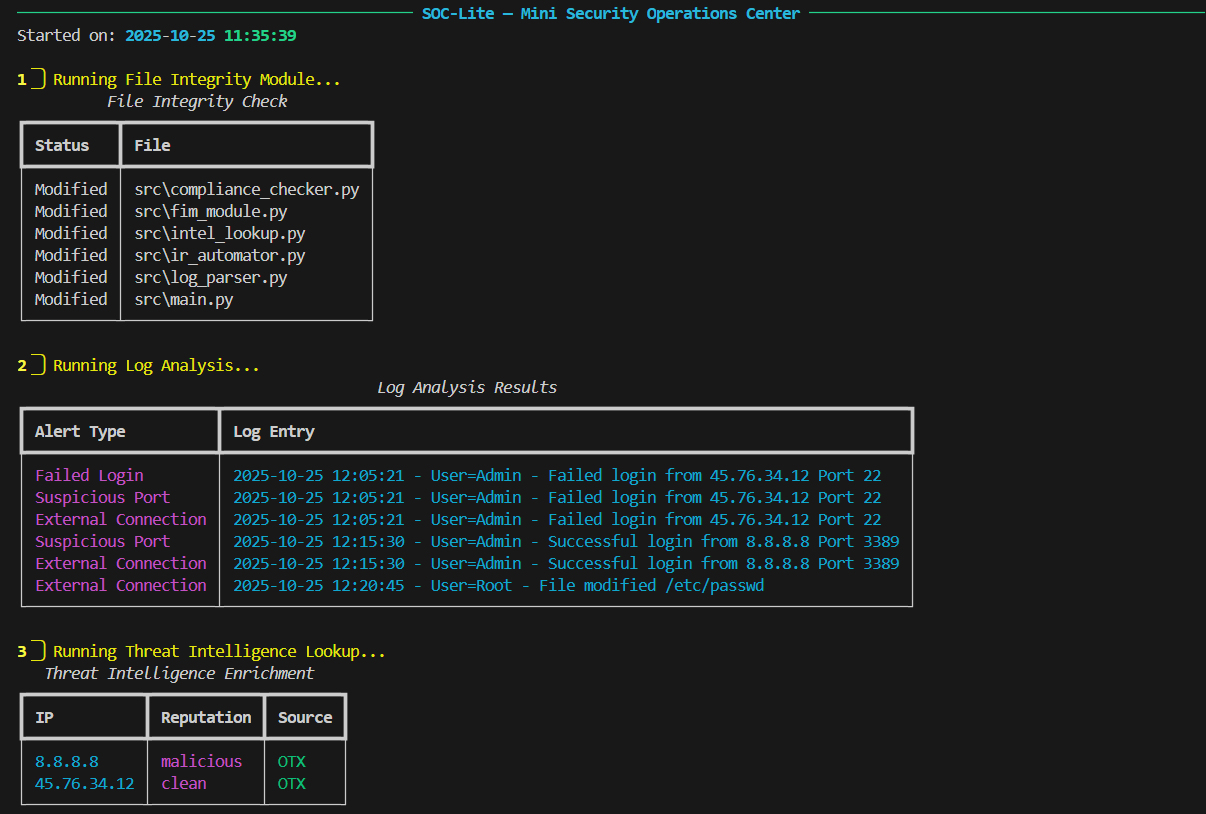 SOC-Lite — Mini Security Operations Center
Started on: 2025-10-25 11:35:39
1 Running File Integrity Module...
File Integrity Check
Status File
Modified src\compliance_checker.py
Modified src\fim_module.py
Modified src\intel_lookup.py
Modified src\ir_automator.py
Modified src\log_parser.py
Modified src\main.py
2 Running Log Analysis...
Log Analysis Results
Alert Type Log Entry
Failed Login 2025-10-25 12:05:21 - User=Admin - Failed login from 45.76.34.12 Port 22
Suspicious Port 2025-10-25 12:05:21 - User=Admin - Failed login from 45.76.34.12 Port 22
External Connection 2025-10-25 12:05:21 - User=Admin - Failed login from 45.76.34.12 Port 22
Suspicious Port 2025-10-25 12:15:30 - User=Admin - Successful login from 8.8.8.8 Port 3389
External Connection 2025-10-25 12:15:30 - User=Admin - Successful login from 8.8.8.8 Port 3389
External Connection 2025-10-25 12:20:45 - User=Root - File modified /etc/passwd
3 Running Threat Intelligence Lookup...
Threat Intelligence Enrichment
IP Reputation Source
8.8.8.8 malicious OTX
45.76.34.12 clean OTX